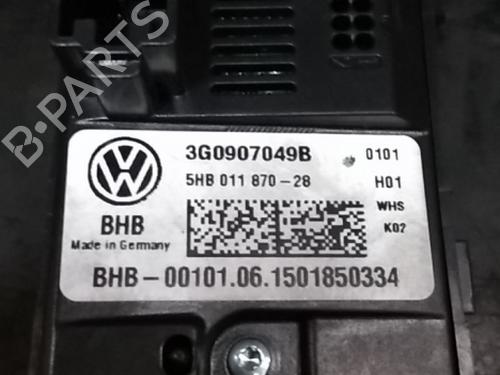 B-PARTS
3G0907049B 0101
5HB 011 870-28 H01
WHS
BHB K02
Made in Germany
BHB-00101.06.1501850334